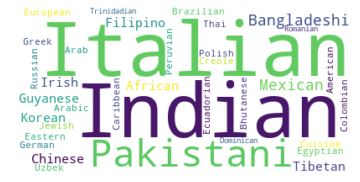 European
Trinidadian
Brazilian
Filipino
Thai
Bangladeshi
Romanian
Greek
Arab
Italian
Peruvian
Polish
Creole
Russian
Irish
African
Mexican
American
Guyanese
Caribbean
Indian
Ecuadorian
Bhutanese
Colombian
Arabic
Korean
Jewish
Eastern
German
Dominican
Cuisine
Egyptian
Chinese
Pakistani
Tibetan
Uzbek